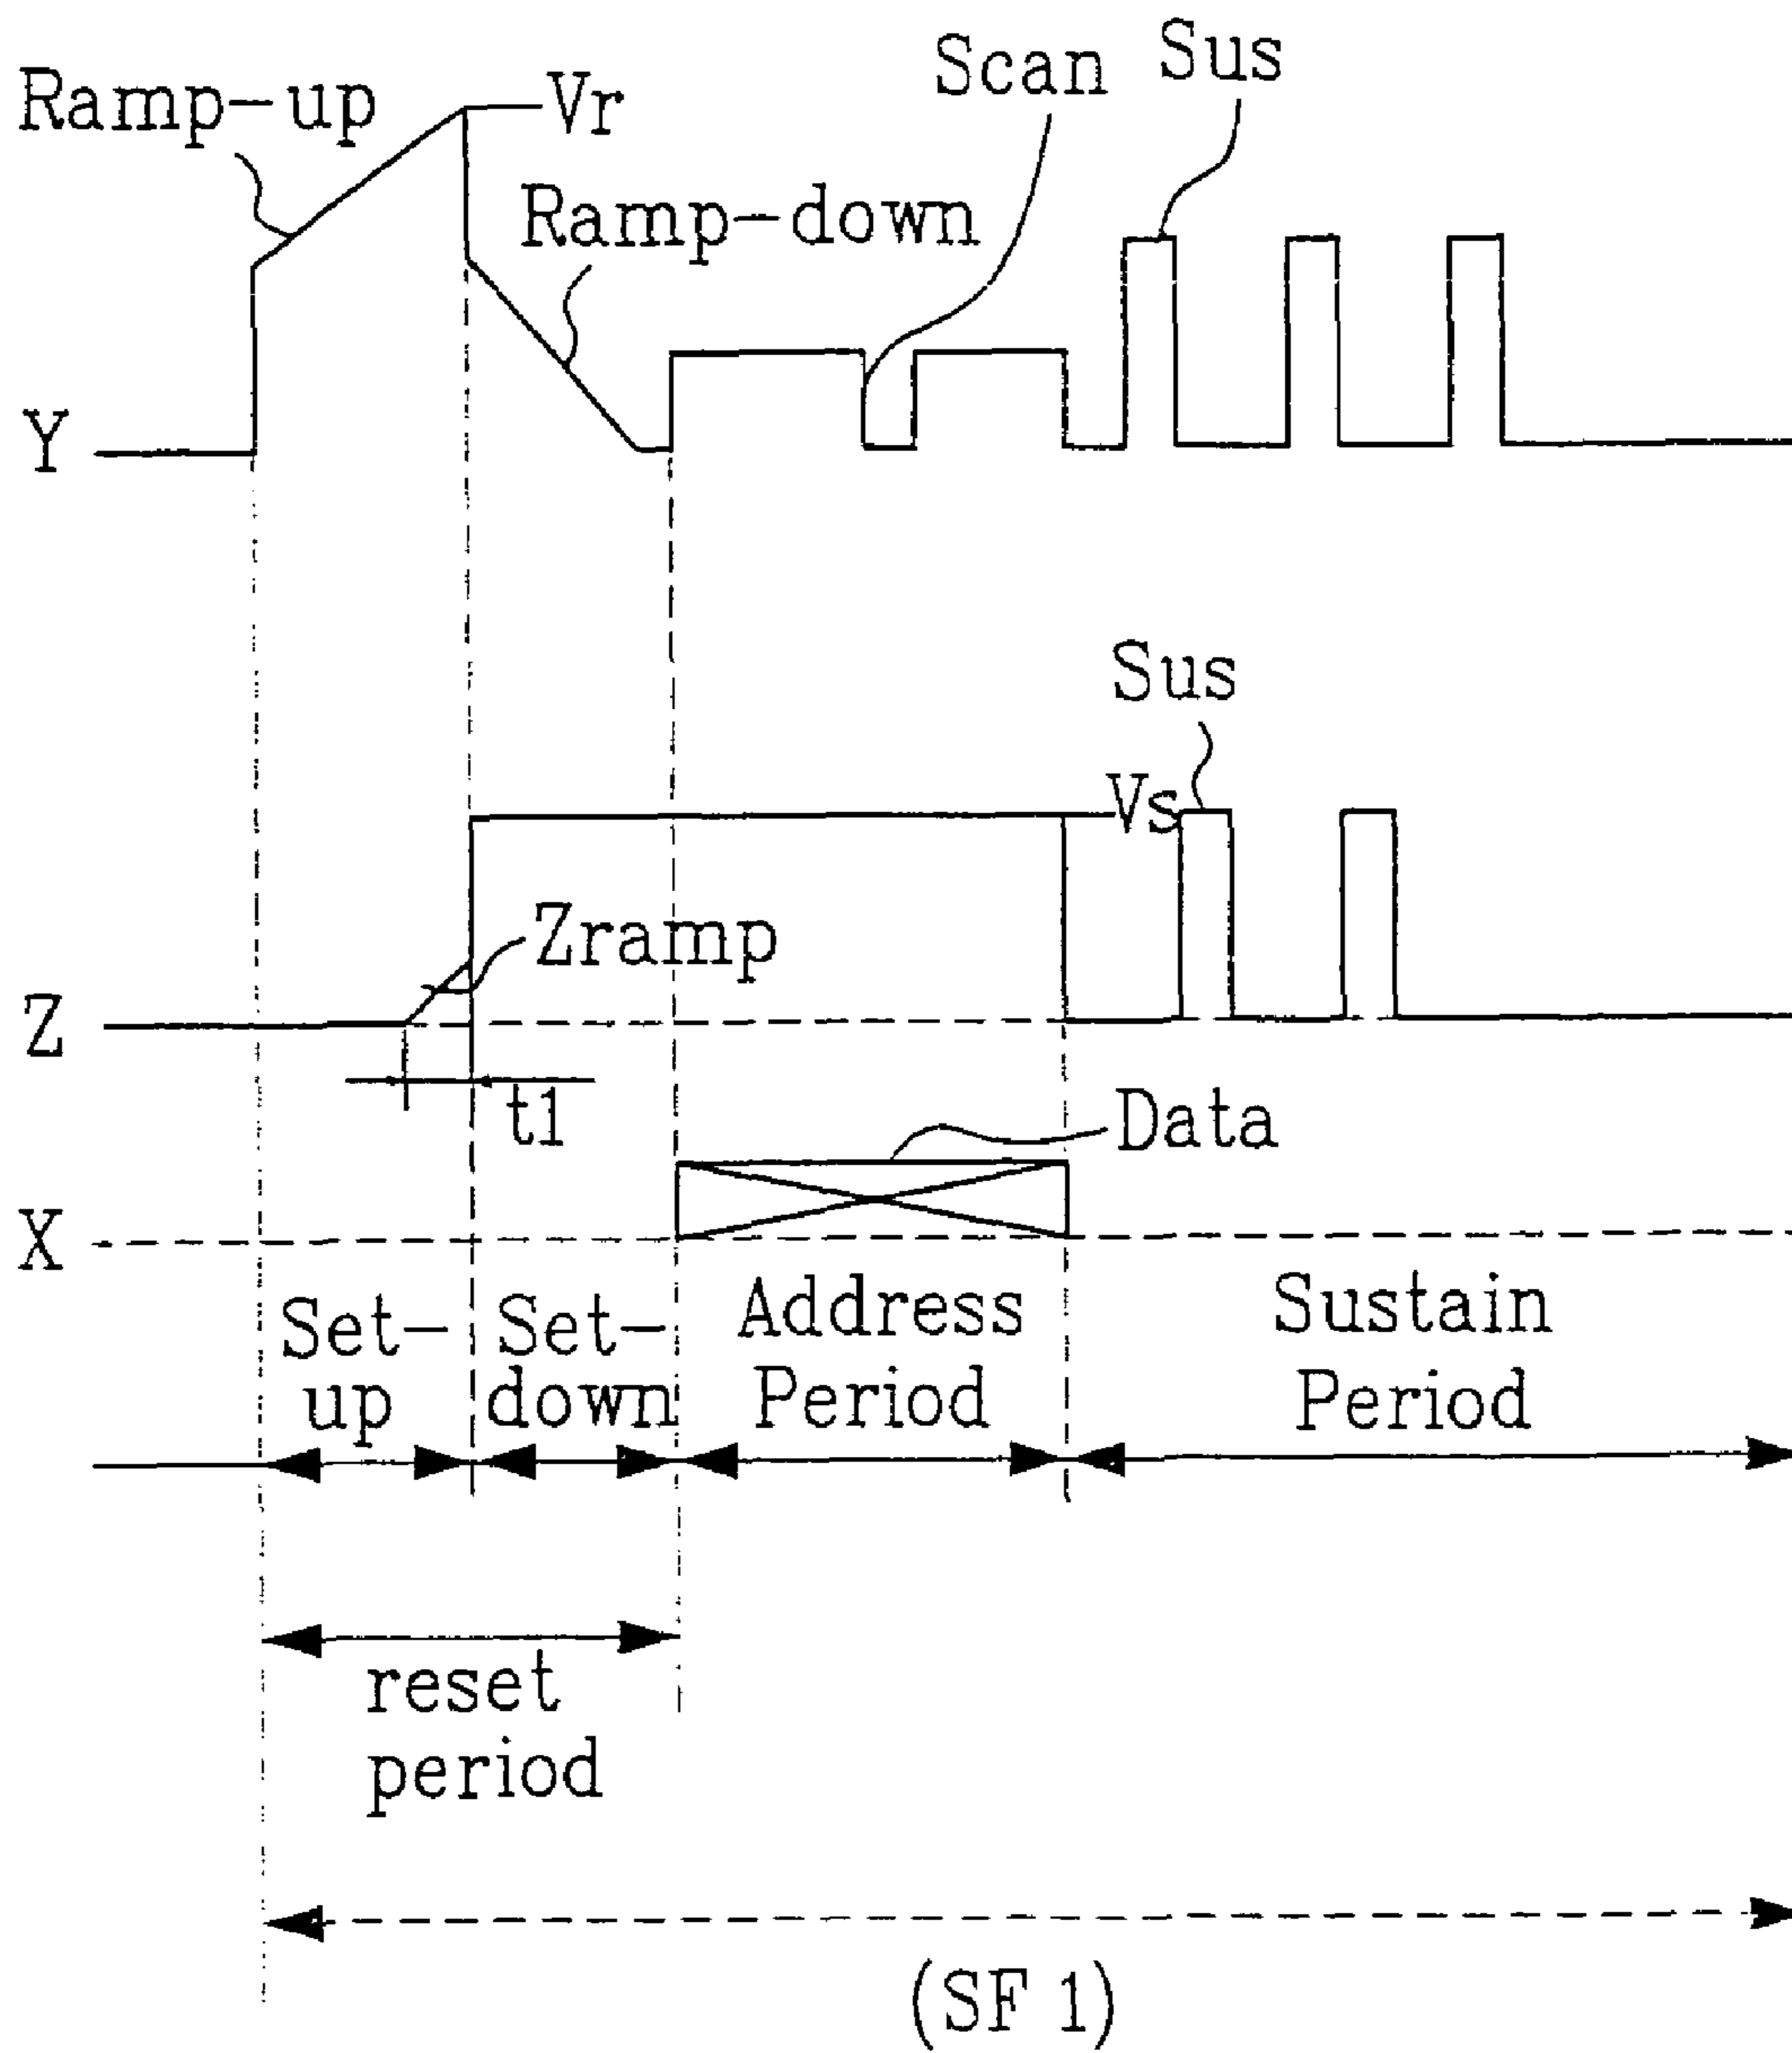 Scan
Sus
Ramp-up
Vr
Ramp-down
Y
Sus
Vs
Zramp
Z
t1
Data
X
Set-
up
Set-
down
Address
Period
Sustain
Period
reset
period
(SF 1)